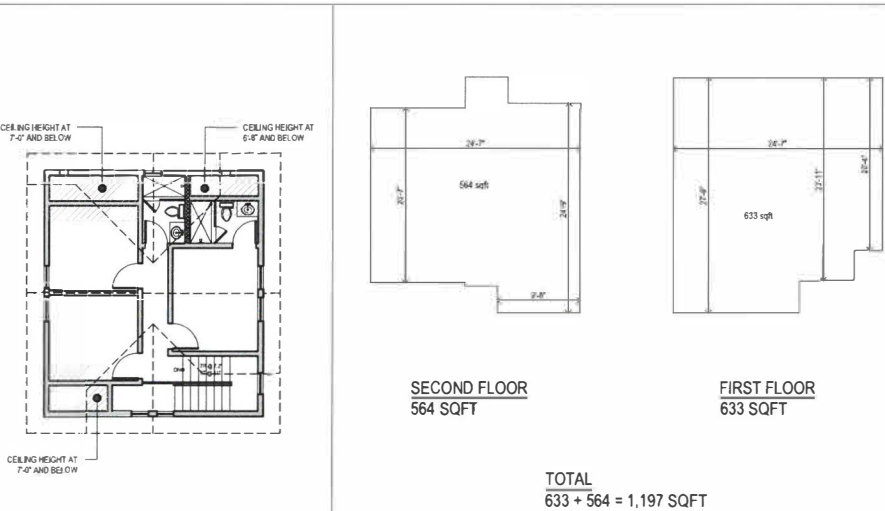 CEILING HEIGHT AT
7'-0" AND BELOW
CEILING HEIGHT AT
6'-8" AND BELOW
CEILING HEIGHT AT
7'-0" AND BELOW
24'-7"
564 sqft
24'-9"
9'-8"
SECOND FLOOR
564 SQFT
24'-7"
27'-8"
23'-11"
633 sqft
FIRST FLOOR
633 SQFT
TOTAL
633 + 564 = 1,197 SQFT